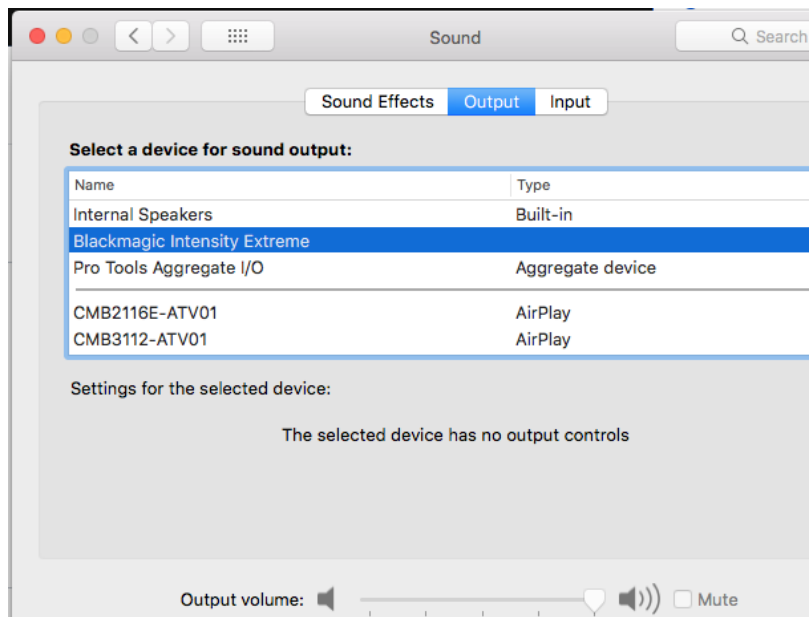 Sound
Search
Sound Effects Output Input
Select a device for sound output:
Name Type
Internal Speakers Built-in
Blackmagic Intensity Extreme
Pro Tools Aggregate I/O Aggregate device
CMB2116E-ATV01 AirPlay
CMB3112-ATV01 AirPlay
Settings for the selected device:
The selected device has no output controls
Output volume: Mute